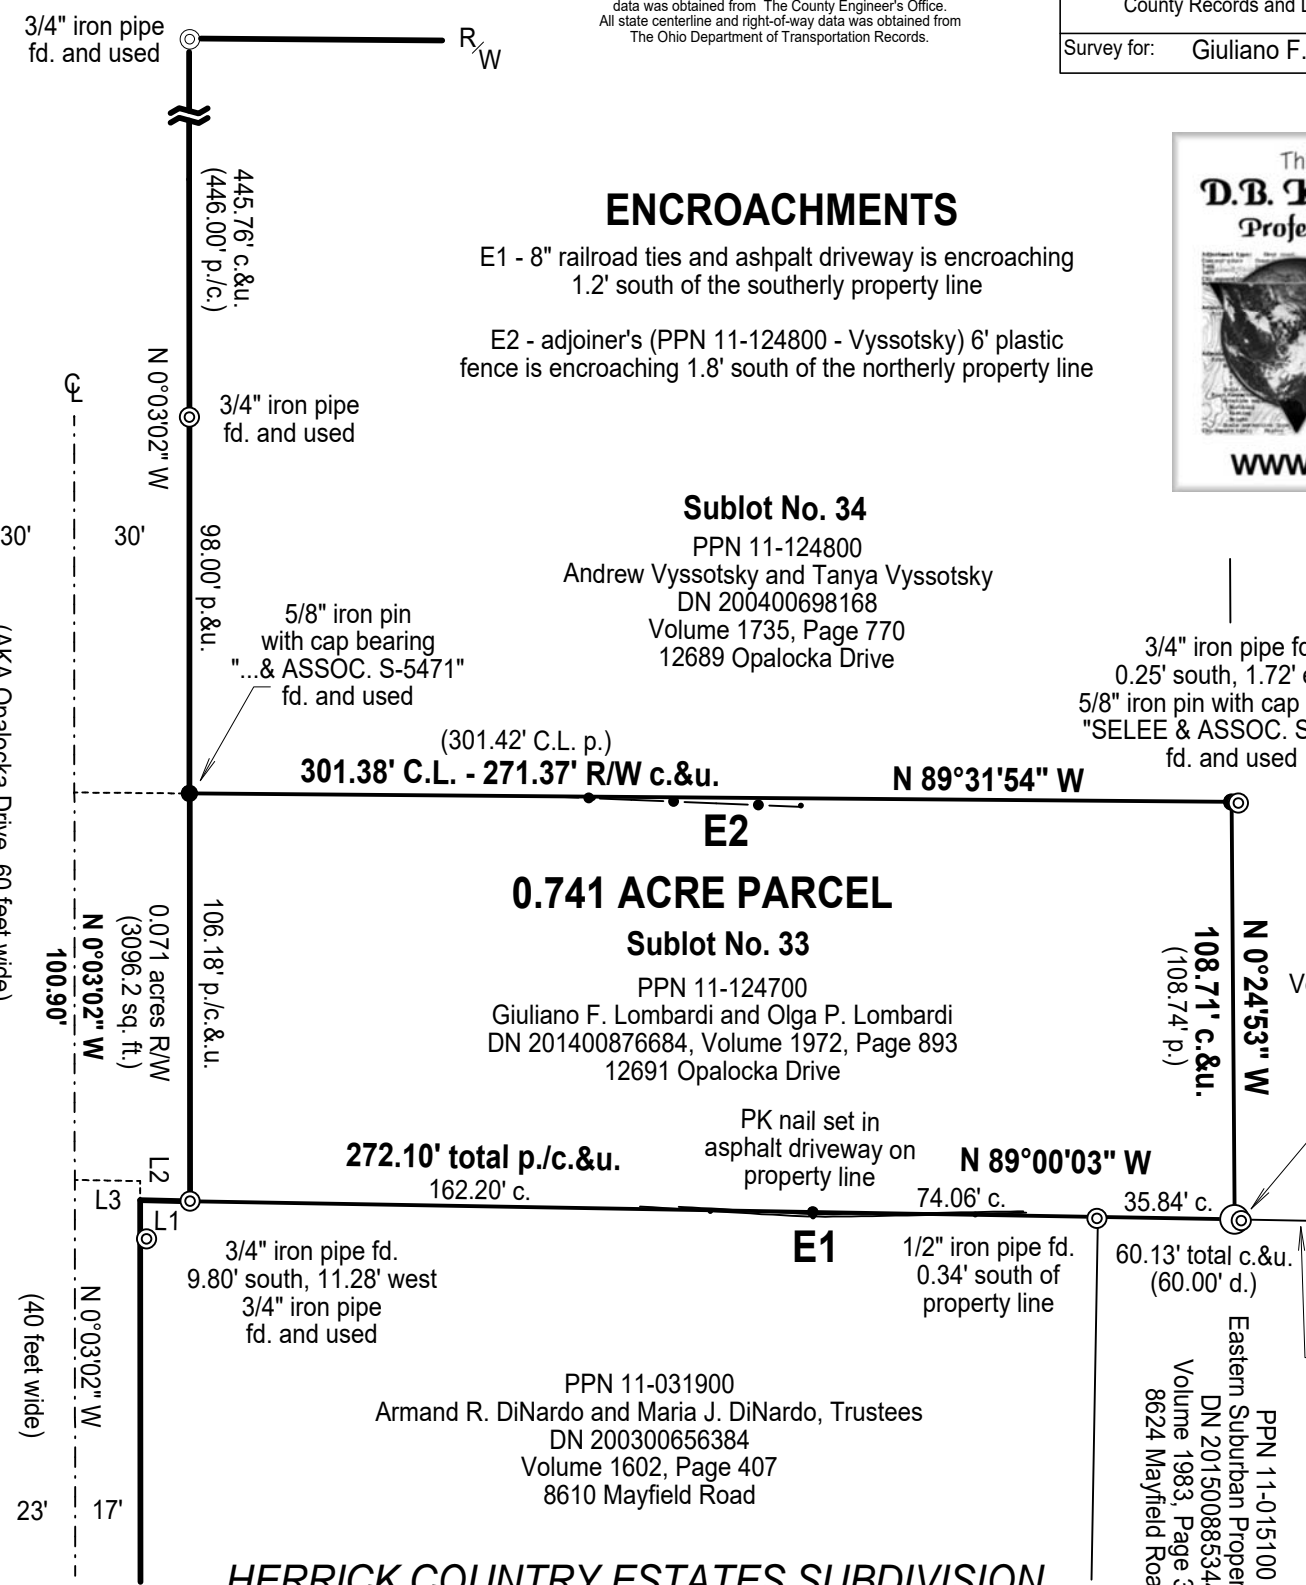 data was obtained from The County Engineer's Office.
All state centerline and right-of-way data was obtained from
The Ohio Department of Transportation Records.
County Records and
Survey for: Giuliano F.
3/4" iron pipe
fd. and used
R/W
445.76' c.&u.
(446.00' p./c.)
N 0°03'02" W
ENCROACHMENTS
E1 - 8" railroad ties and ashpalt driveway is encroaching
1.2' south of the southerly property line
E2 - adjoiner's (PPN 11-124800 - Vyssotsky) 6' plastic
fence is encroaching 1.8' south of the northerly property line
D.B.
WWW
℄
3/4" iron pipe
fd. and used
30'
30'
98.00' p.&u.
Sublot No. 34
PPN 11-124800
Andrew Vyssotsky and Tanya Vyssotsky
DN 200400698168
Volume 1735, Page 770
12689 Opalocka Drive
5/8" iron pin
with cap bearing
"...& ASSOC. S-5471"
fd. and used
3/4" iron pipe
0.25' south, 1.72'
5/8" iron pin with cap
"SELEE & ASSOC.
fd. and used
(AKA Opalocka Drive, 60 feet wide)
(301.42' C.L. p.)
301.38' C.L. - 271.37' R/W c.&u.
N 89°31'54" W
E2
0.741 ACRE PARCEL
Sublot No. 33
PPN 11-124700
Giuliano F. Lombardi and Olga P. Lombardi
DN 201400876684, Volume 1972, Page 893
12691 Opalocka Drive
106.18' p./c.&.u.
0.071 acres R/W
(3096.2 sq. ft.)
N 0°03'02" W
100.90'
N 0°24'53" W
108.71' c.&u.
(108.74' p.)
PK nail set in
asphalt driveway on
property line
272.10' total p./c.&u.
N 89°00'03" W
162.20' c.
74.06' c.
35.84' c.
L2
L3
L1
E1
3/4" iron pipe fd.
9.80' south, 11.28' west
3/4" iron pipe
fd. and used
1/2" iron pipe fd.
0.34' south of
property line
60.13' total c.&u.
(60.00' d.)
N 0°03'02" W
(40 feet wide)
PPN 11-031900
Armand R. DiNardo and Maria J. DiNardo, Trustees
DN 200300656384
Volume 1602, Page 407
8610 Mayfield Road
PPN 11-015100
Eastern Suburban
DN 2015008853
Volume 1983, Page
8624 Mayfield
23'
17'
HERRICK COUNTRY ESTATES SUBDIVISION